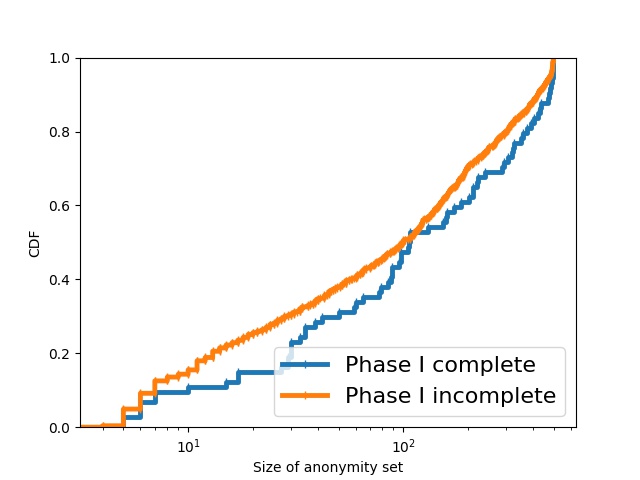 1.0
0.8
0.6
0.4
0.2
0.0
CDF
Phase I complete
Phase I incomplete
10¹ 10²
Size of anonymity set